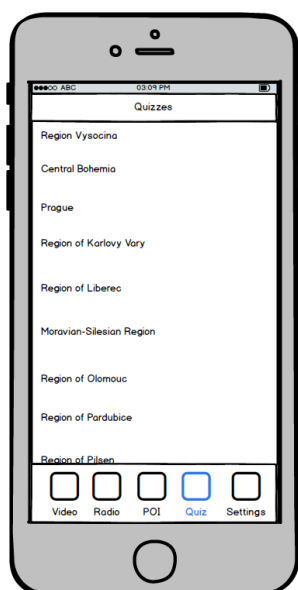 ABC 03:09 PM
Quizzes
Region Vysocina
Central Bohemia
Prague
Region of Karlovy Vary
Region of Liberec
Moravian-Silesian Region
Region of Olomouc
Region of Pardubice
Region of Pilsen
Video Radio POI Quiz Settings